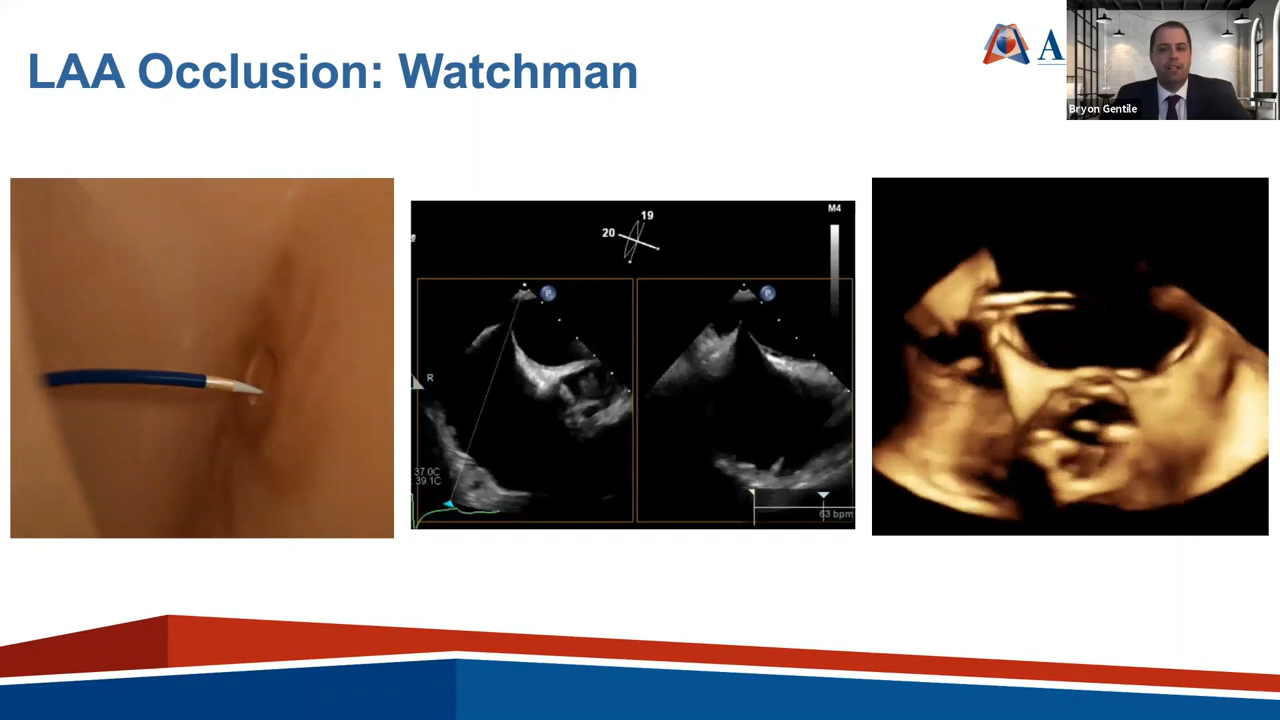 LAA Occlusion: Watchman
A
Bryon Gentile
19
20
M4
P
P
R
37.0C
39.1C
63 bpm